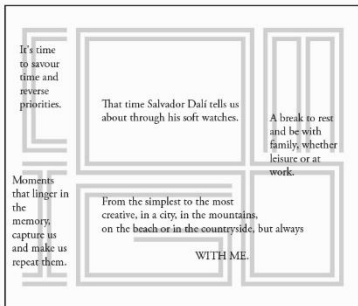 It's time
to savour
time and
reverse
priorities.
That time Salvador Dalí tells us
about through his soft watches.
A break to rest
and be with
family, whether
leisure or at
work.
Moments
that linger in
the
memory,
capture us
and make us
repeat them.
From the simplest to the most
creative, in a city, in the mountains,
on the beach or in the countryside, but always
WITH ME.